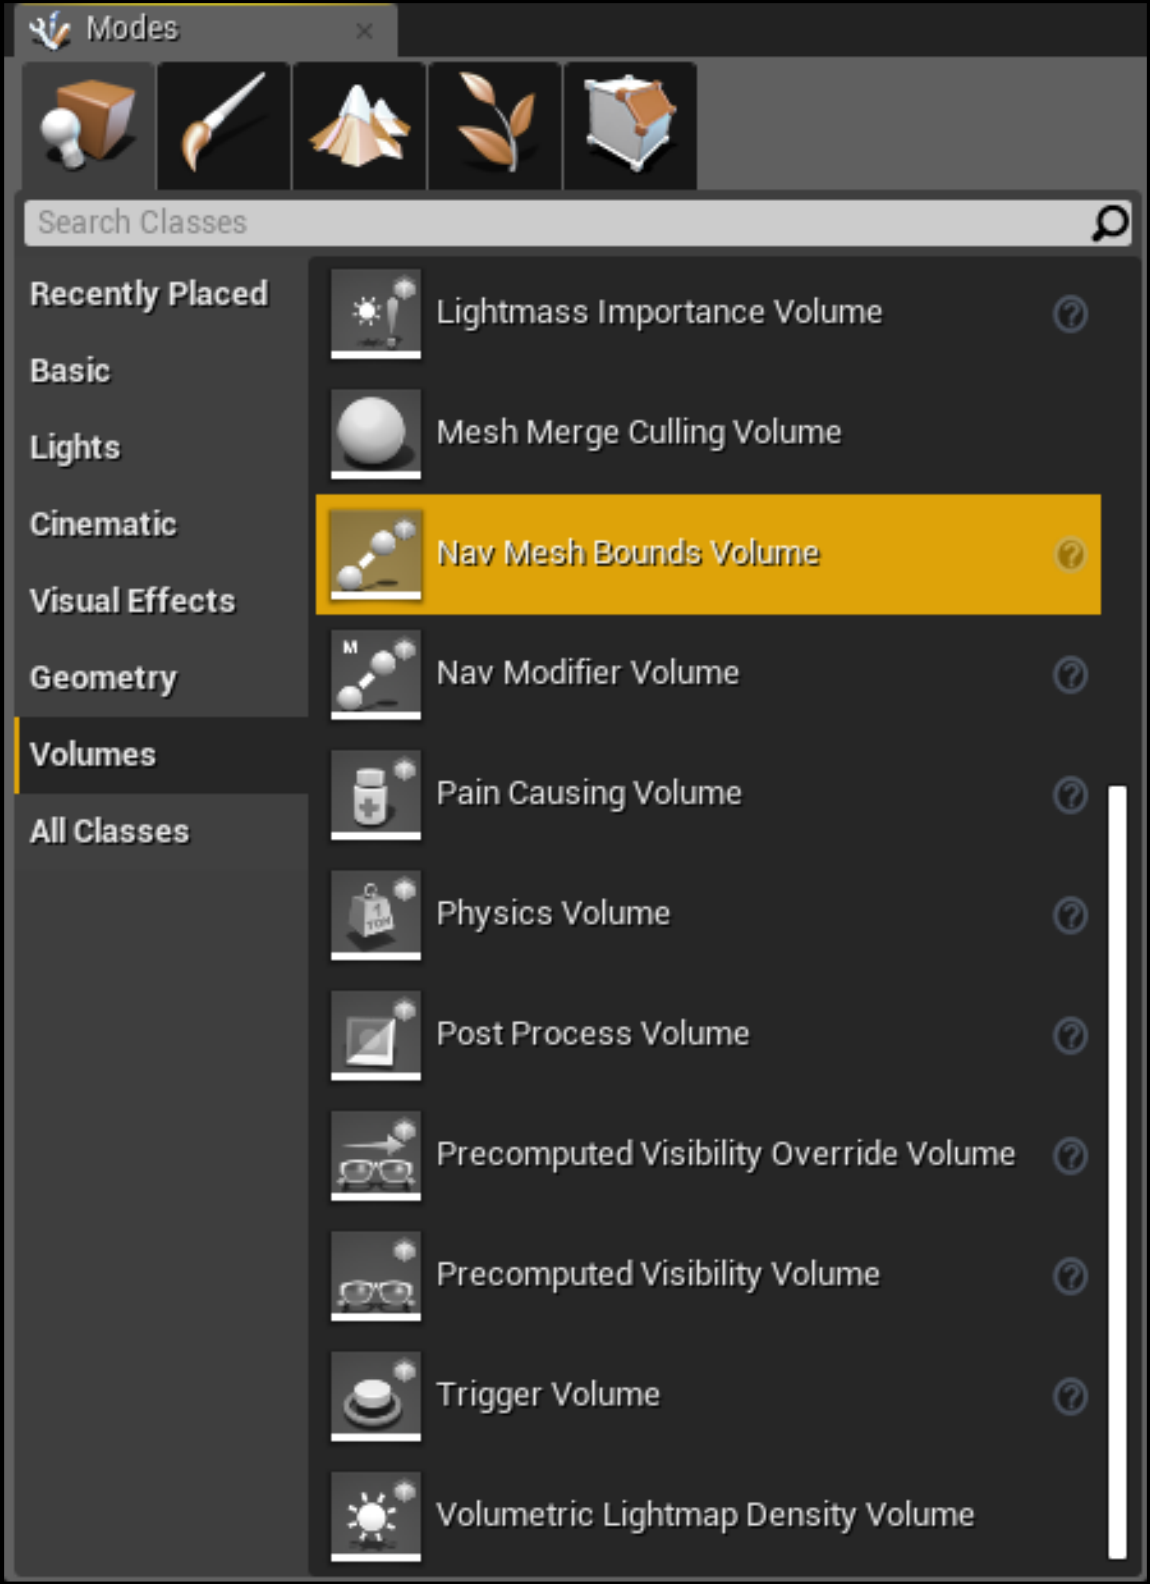 Modes
Search Classes
Recently Placed
Basic
Lights
Cinematic
Visual Effects
Geometry
Volumes
All Classes
Lightmass Importance Volume
Mesh Merge Culling Volume
Nav Mesh Bounds Volume
M
Nav Modifier Volume
Pain Causing Volume
1
TON
Physics Volume
Post Process Volume
Precomputed Visibility Override Volume
Precomputed Visibility Volume
Trigger Volume
Volumetric Lightmap Density Volume